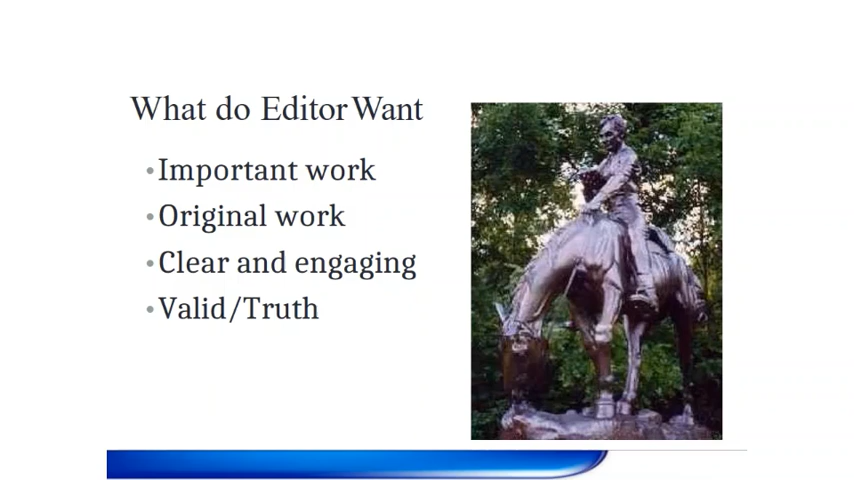 What do Editor Want
•Important work
•Original work
•Clear and engaging
•Valid/Truth